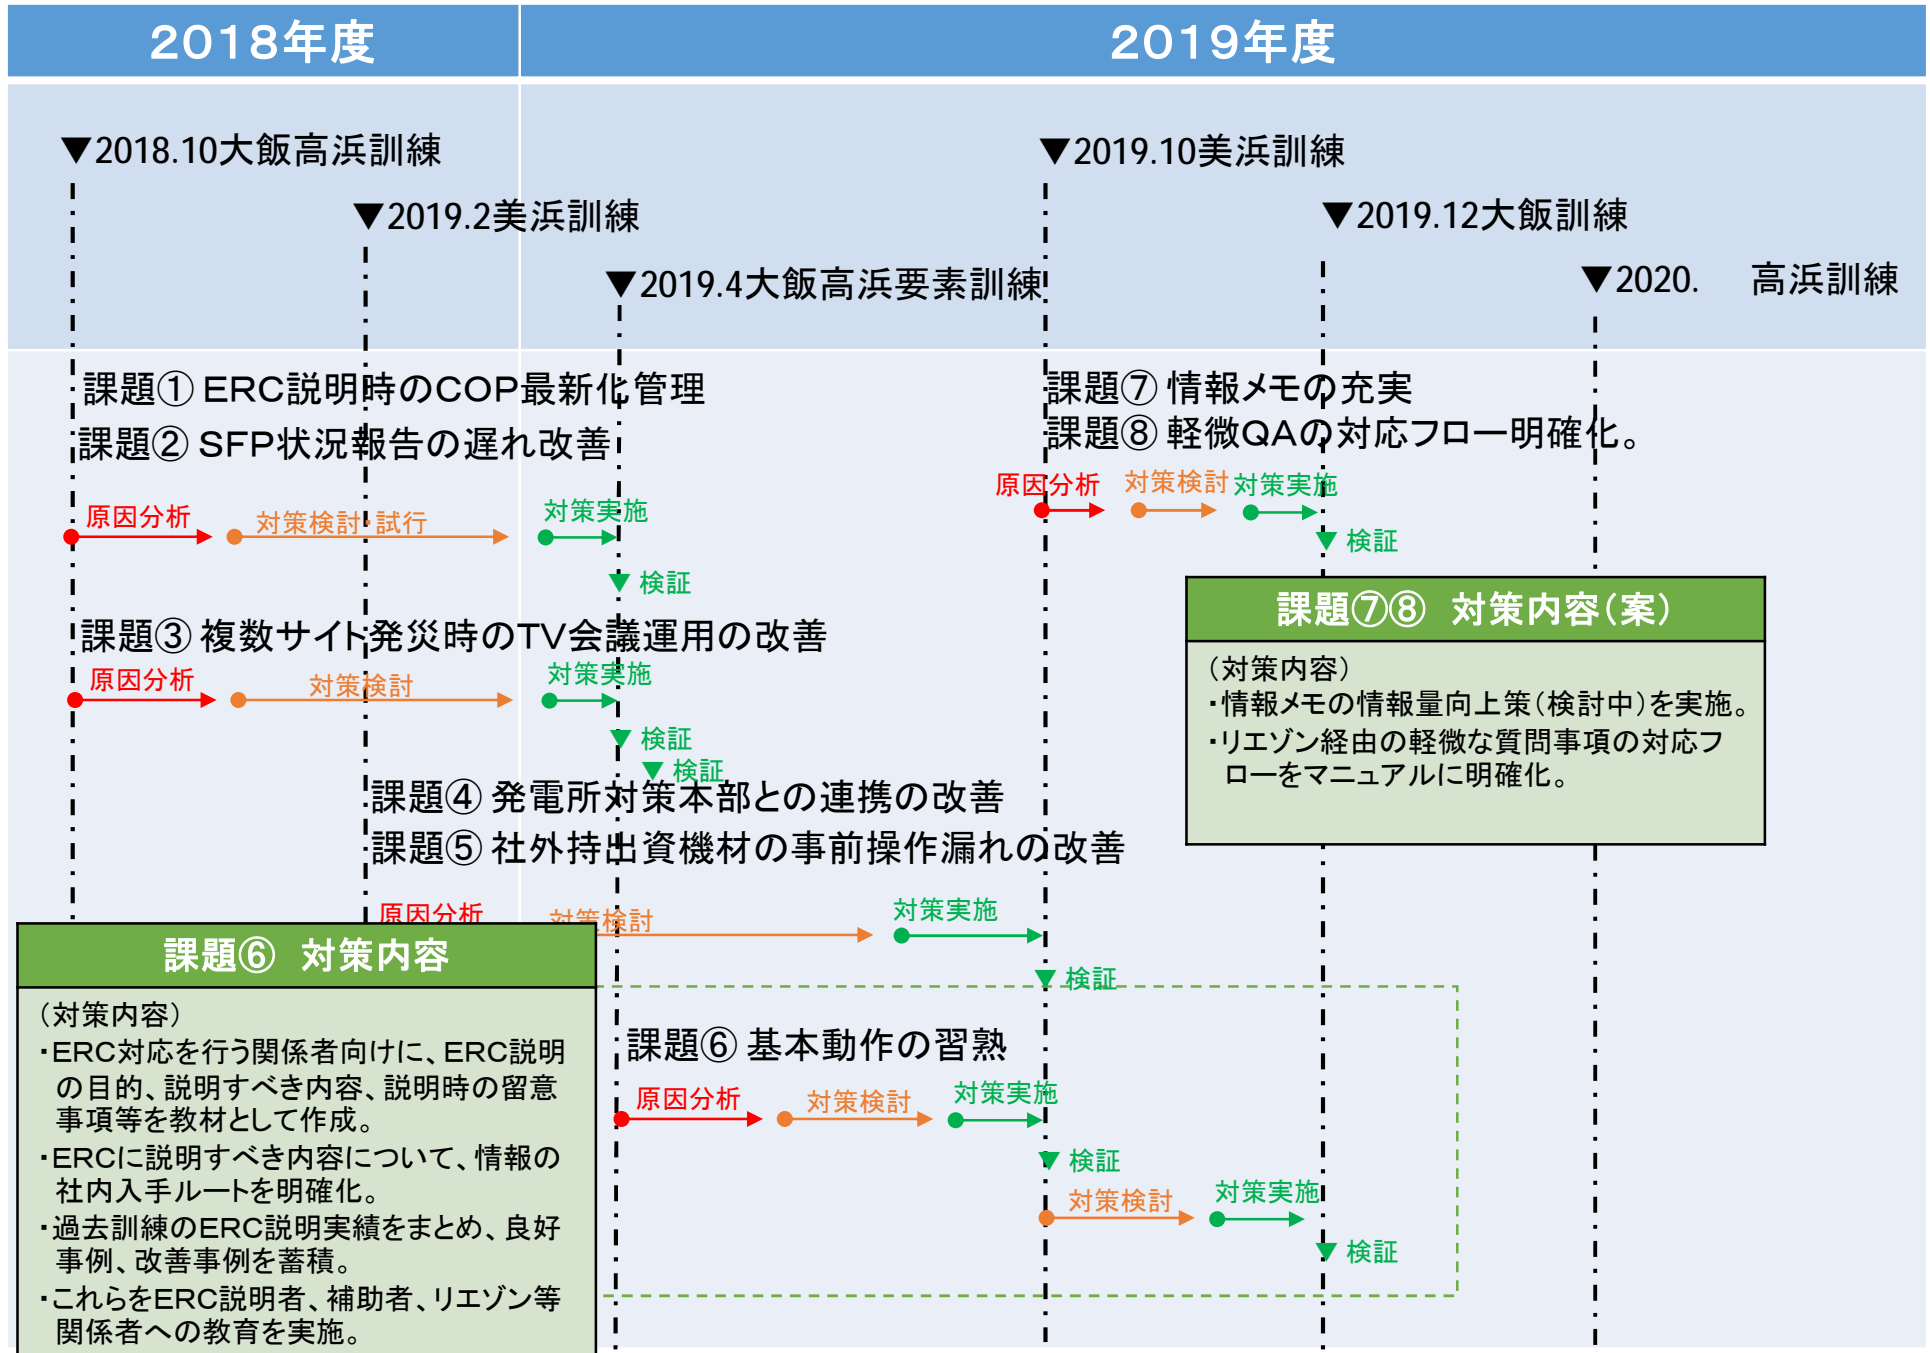 2018年度
2019年度
▼2018.10大飯高浜訓練
▼2019.10美浜訓練
▼2019.2美浜訓練
▼2019.12大飯訓練
▼2019.4大飯高浜要素訓練
▼2020.　高浜訓練
課題① ERC説明時のCOP最新化管理
課題② SFP状況報告の遅れ改善
原因分析
対策検討・試行
対策実施
検証
課題③ 複数サイト発災時のTV会議運用の改善
原因分析
対策検討
対策実施
検証
検証
課題④ 発電所対策本部との連携の改善
課題⑤ 社外持出資機材の事前操作漏れの改善
原因分析
対策検討
対策実施
検証
課題⑥ 基本動作の習熟
原因分析
対策検討
対策実施
検証
対策検討
対策実施
検証
課題⑦ 情報メモの充実
課題⑧ 軽微QAの対応フロー明確化。
原因分析
対策検討
対策実施
検証
課題⑦⑧　対策内容（案）
（対策内容）
・情報メモの情報量向上策（検討中）を実施。
・リエゾン経由の軽微な質問事項の対応フ
ローをマニュアルに明確化。
課題⑥　対策内容
（対策内容）
・ERC対応を行う関係者向けに、ERC説明
の目的、説明すべき内容、説明時の留意
事項等を教材として作成。
・ERCに説明すべき内容について、情報の
社内入手ルートを明確化。
・過去訓練のERC説明実績をまとめ、良好
事例、改善事例を蓄積。
・これらをERC説明者、補助者、リエゾン等
関係者への教育を実施。